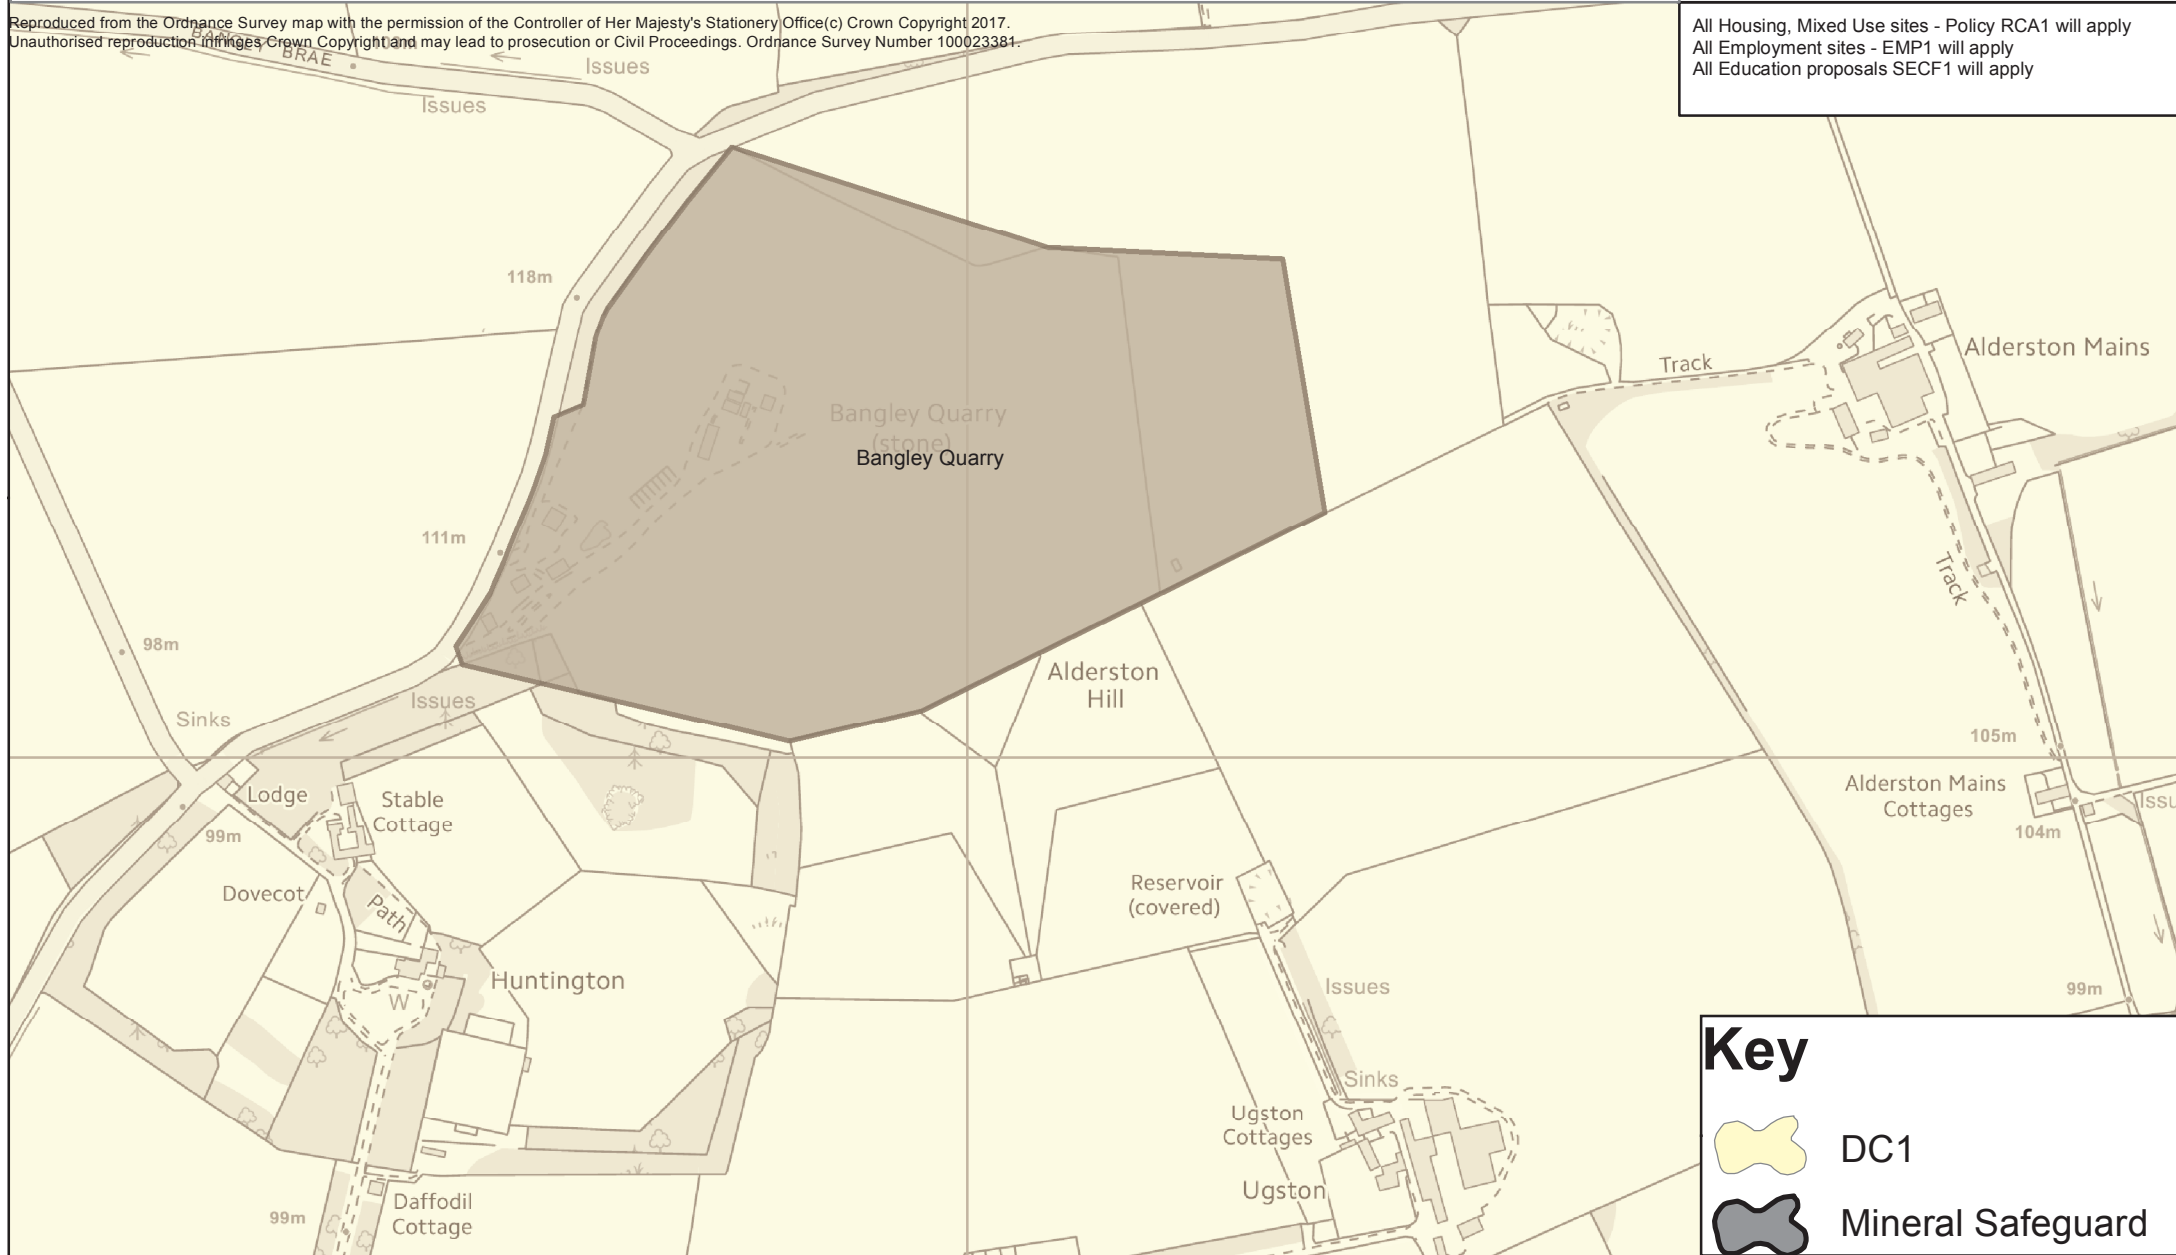 Reproduced from the Ordnance Survey map with the permission of the Controller of Her Majesty's Stationery Office(c) Crown Copyright 2017.
Unauthorised reproduction infringes Crown Copyright and may lead to prosecution or Civil Proceedings. Ordnance Survey Number 100023381.
All Housing, Mixed Use sites - Policy RCA1 will apply
All Employment sites - EMP1 will apply
All Education proposals SECF1 will apply
BANGLEY BRAE
Issues
Issues
118m
Alderston Mains
Track
Bangley Quarry
(stone)
Bangley Quarry
111m
Track
98m
Alderston
Hill
Issues
Sinks
105m
Lodge
Stable
Cottage
Alderston Mains
Cottages
104m
99m
Dovecot
Path
Reservoir
(covered)
Huntington
W
Issues
99m
Sinks
Ugston
Cottages
Ugston
Daffodil
Cottage
99m
Key
DC1
Mineral Safeguard